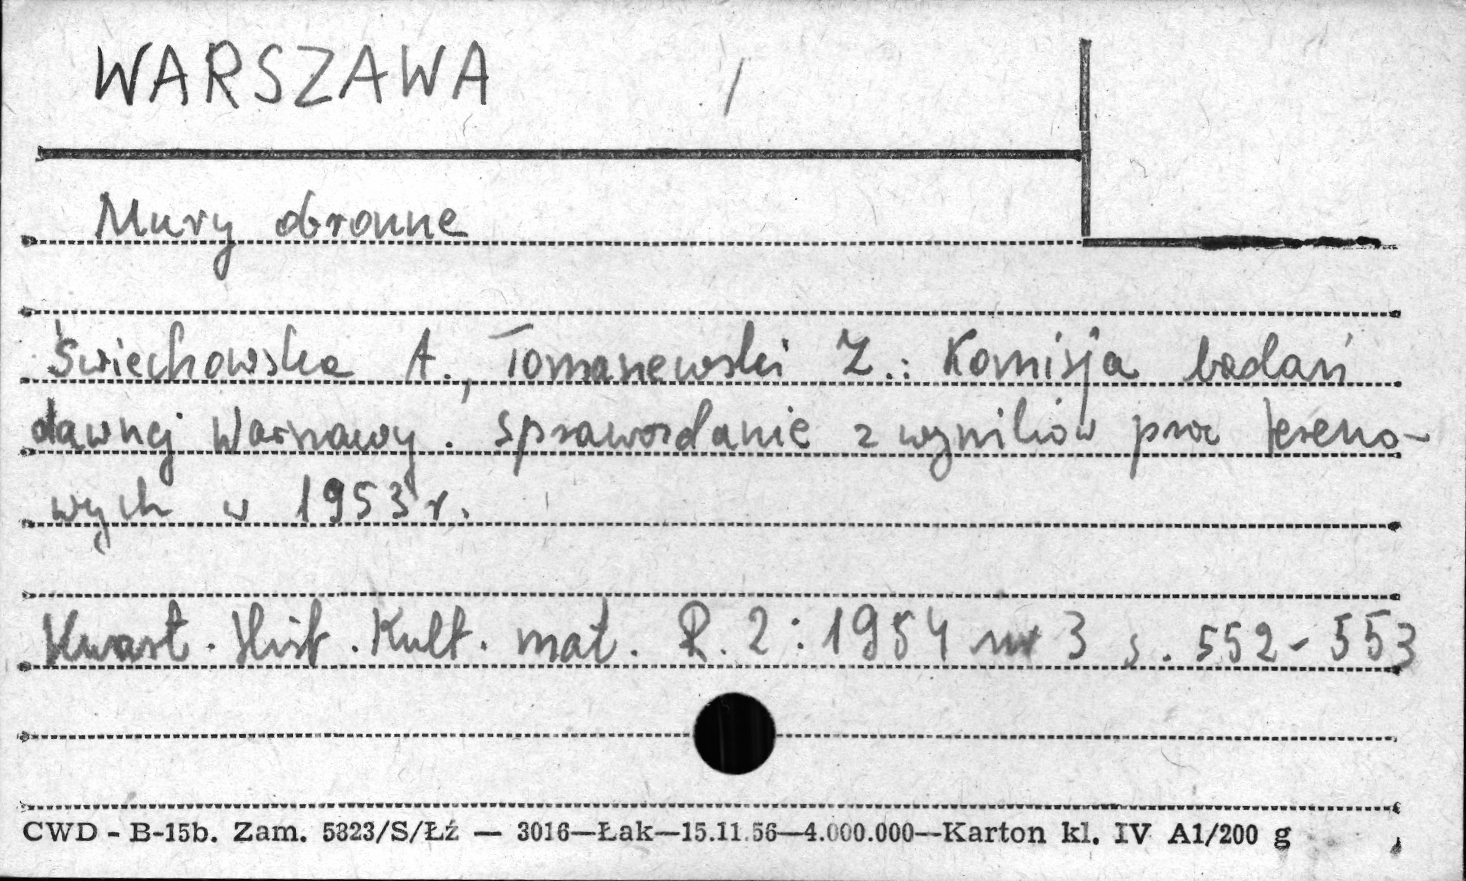 WARSZAWA /
Mury obronne
Świechowska A., Tomaszewski Z.: Komisja badań
dawnej Warszawy. Sprawozdanie z wyników prac tereno-
wych w 1953 r.
Kwart. Hist. Kult. mat. R. 2: 1954 nr 3 s. 552-553
CWD - B-15b. Zam. 5323/S/Łź — 3016—Łak—15.11.56—4.000.000—Karton kl. IV A1/200 g